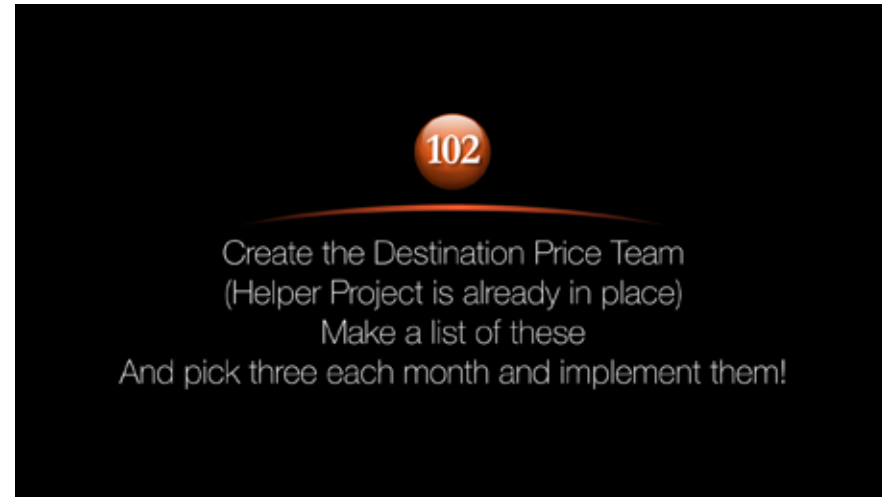 102
Create the Destination Price Team
(Helper Project is already in place)
Make a list of these
And pick three each month and implement them!